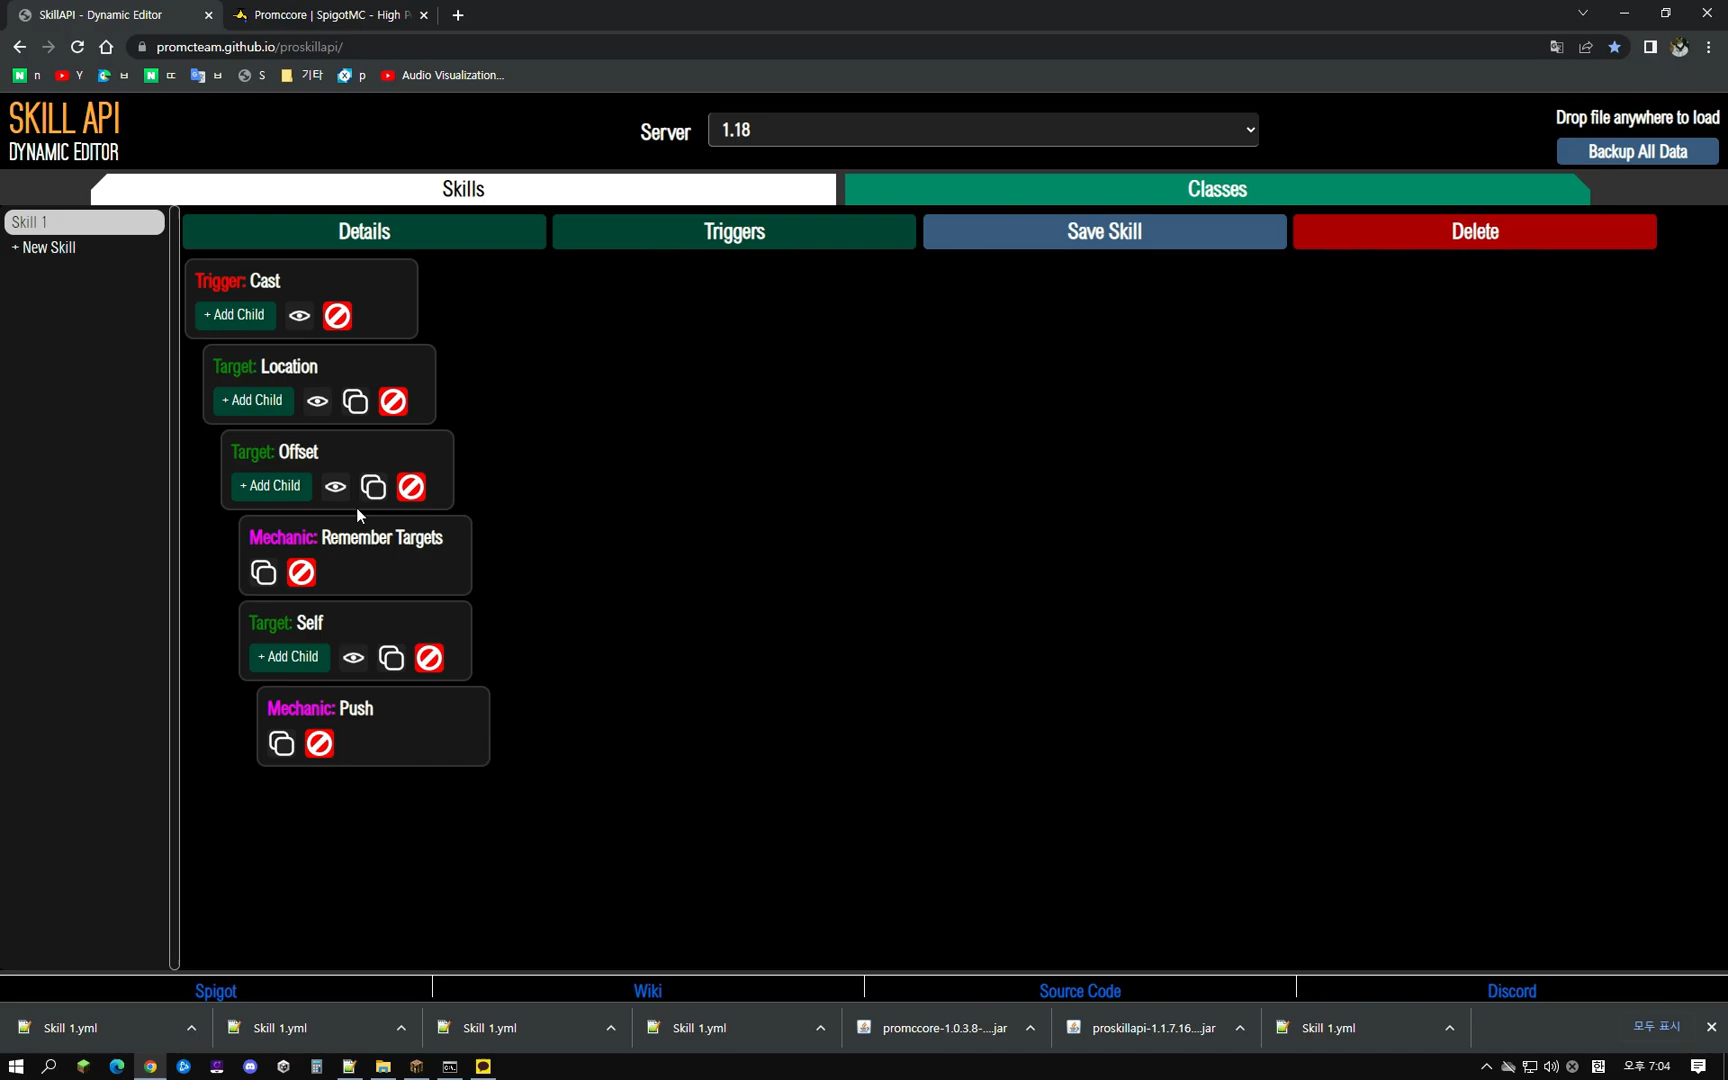 SkillAPI - Dynamic Editor
Promccore | SpigotMC - High P
promcteam.github.io/proskillapi/
n
Y
ㅂ
ㄸ
ㅂ
S
기타
p
Audio Visualization...
SKILL API
DYNAMIC EDITOR
Server
1.18
Drop file anywhere to load
Backup All Data
Skills
Classes
Skill 1
+ New Skill
Details
Triggers
Save Skill
Delete
Trigger: Cast
+ Add Child
Target: Location
+ Add Child
Target: Offset
+ Add Child
Mechanic: Remember Targets
Target: Self
+ Add Child
Mechanic: Push
Spigot
Wiki
Source Code
Discord
Skill 1.yml
Skill 1.yml
Skill 1.yml
Skill 1.yml
promccore-1.0.3.8-....jar
proskillapi-1.1.7.16....jar
Skill 1.yml
모두 표시
한
오후 7:04